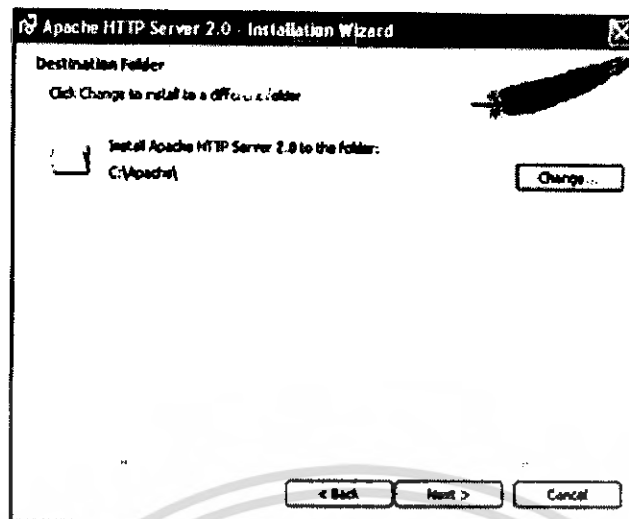 Apache HTTP Server 2.0 - Installation Wizard
Destination Folder
Click Change to install to a different folder
Install Apache HTTP Server 2.0 to the folder:
C:\Apache\
Change...
< Back
Next >
Cancel